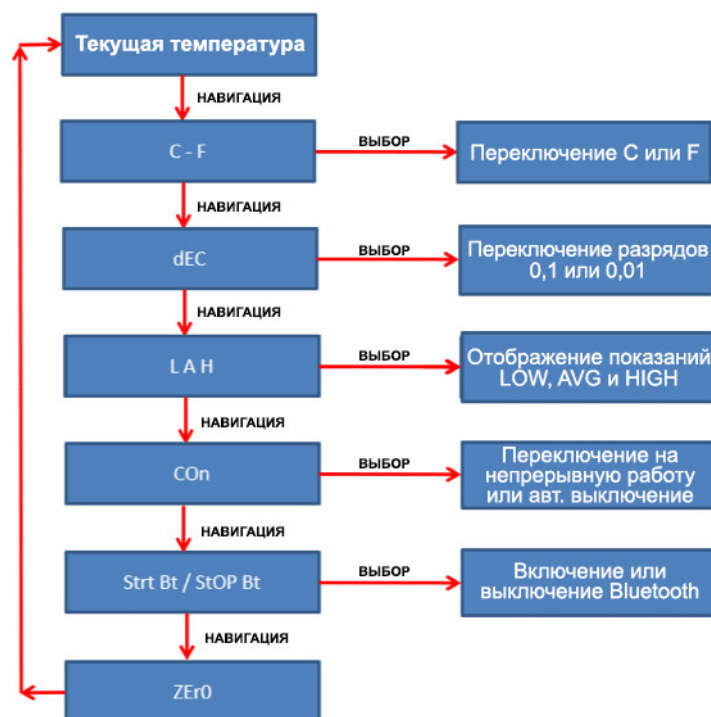 Текущая температура
НАВИГАЦИЯ
C - F
ВЫБОР
Переключение C или F
НАВИГАЦИЯ
dEC
ВЫБОР
Переключение разрядов
0,1 или 0,01
НАВИГАЦИЯ
L A H
ВЫБОР
Отображение показаний
LOW, AVG и HIGH
НАВИГАЦИЯ
COn
ВЫБОР
Переключение на
непрерывную работу
или авт. выключение
НАВИГАЦИЯ
Strt Bt / StOP Bt
ВЫБОР
Включение или
выключение Bluetooth
НАВИГАЦИЯ
ZEr0